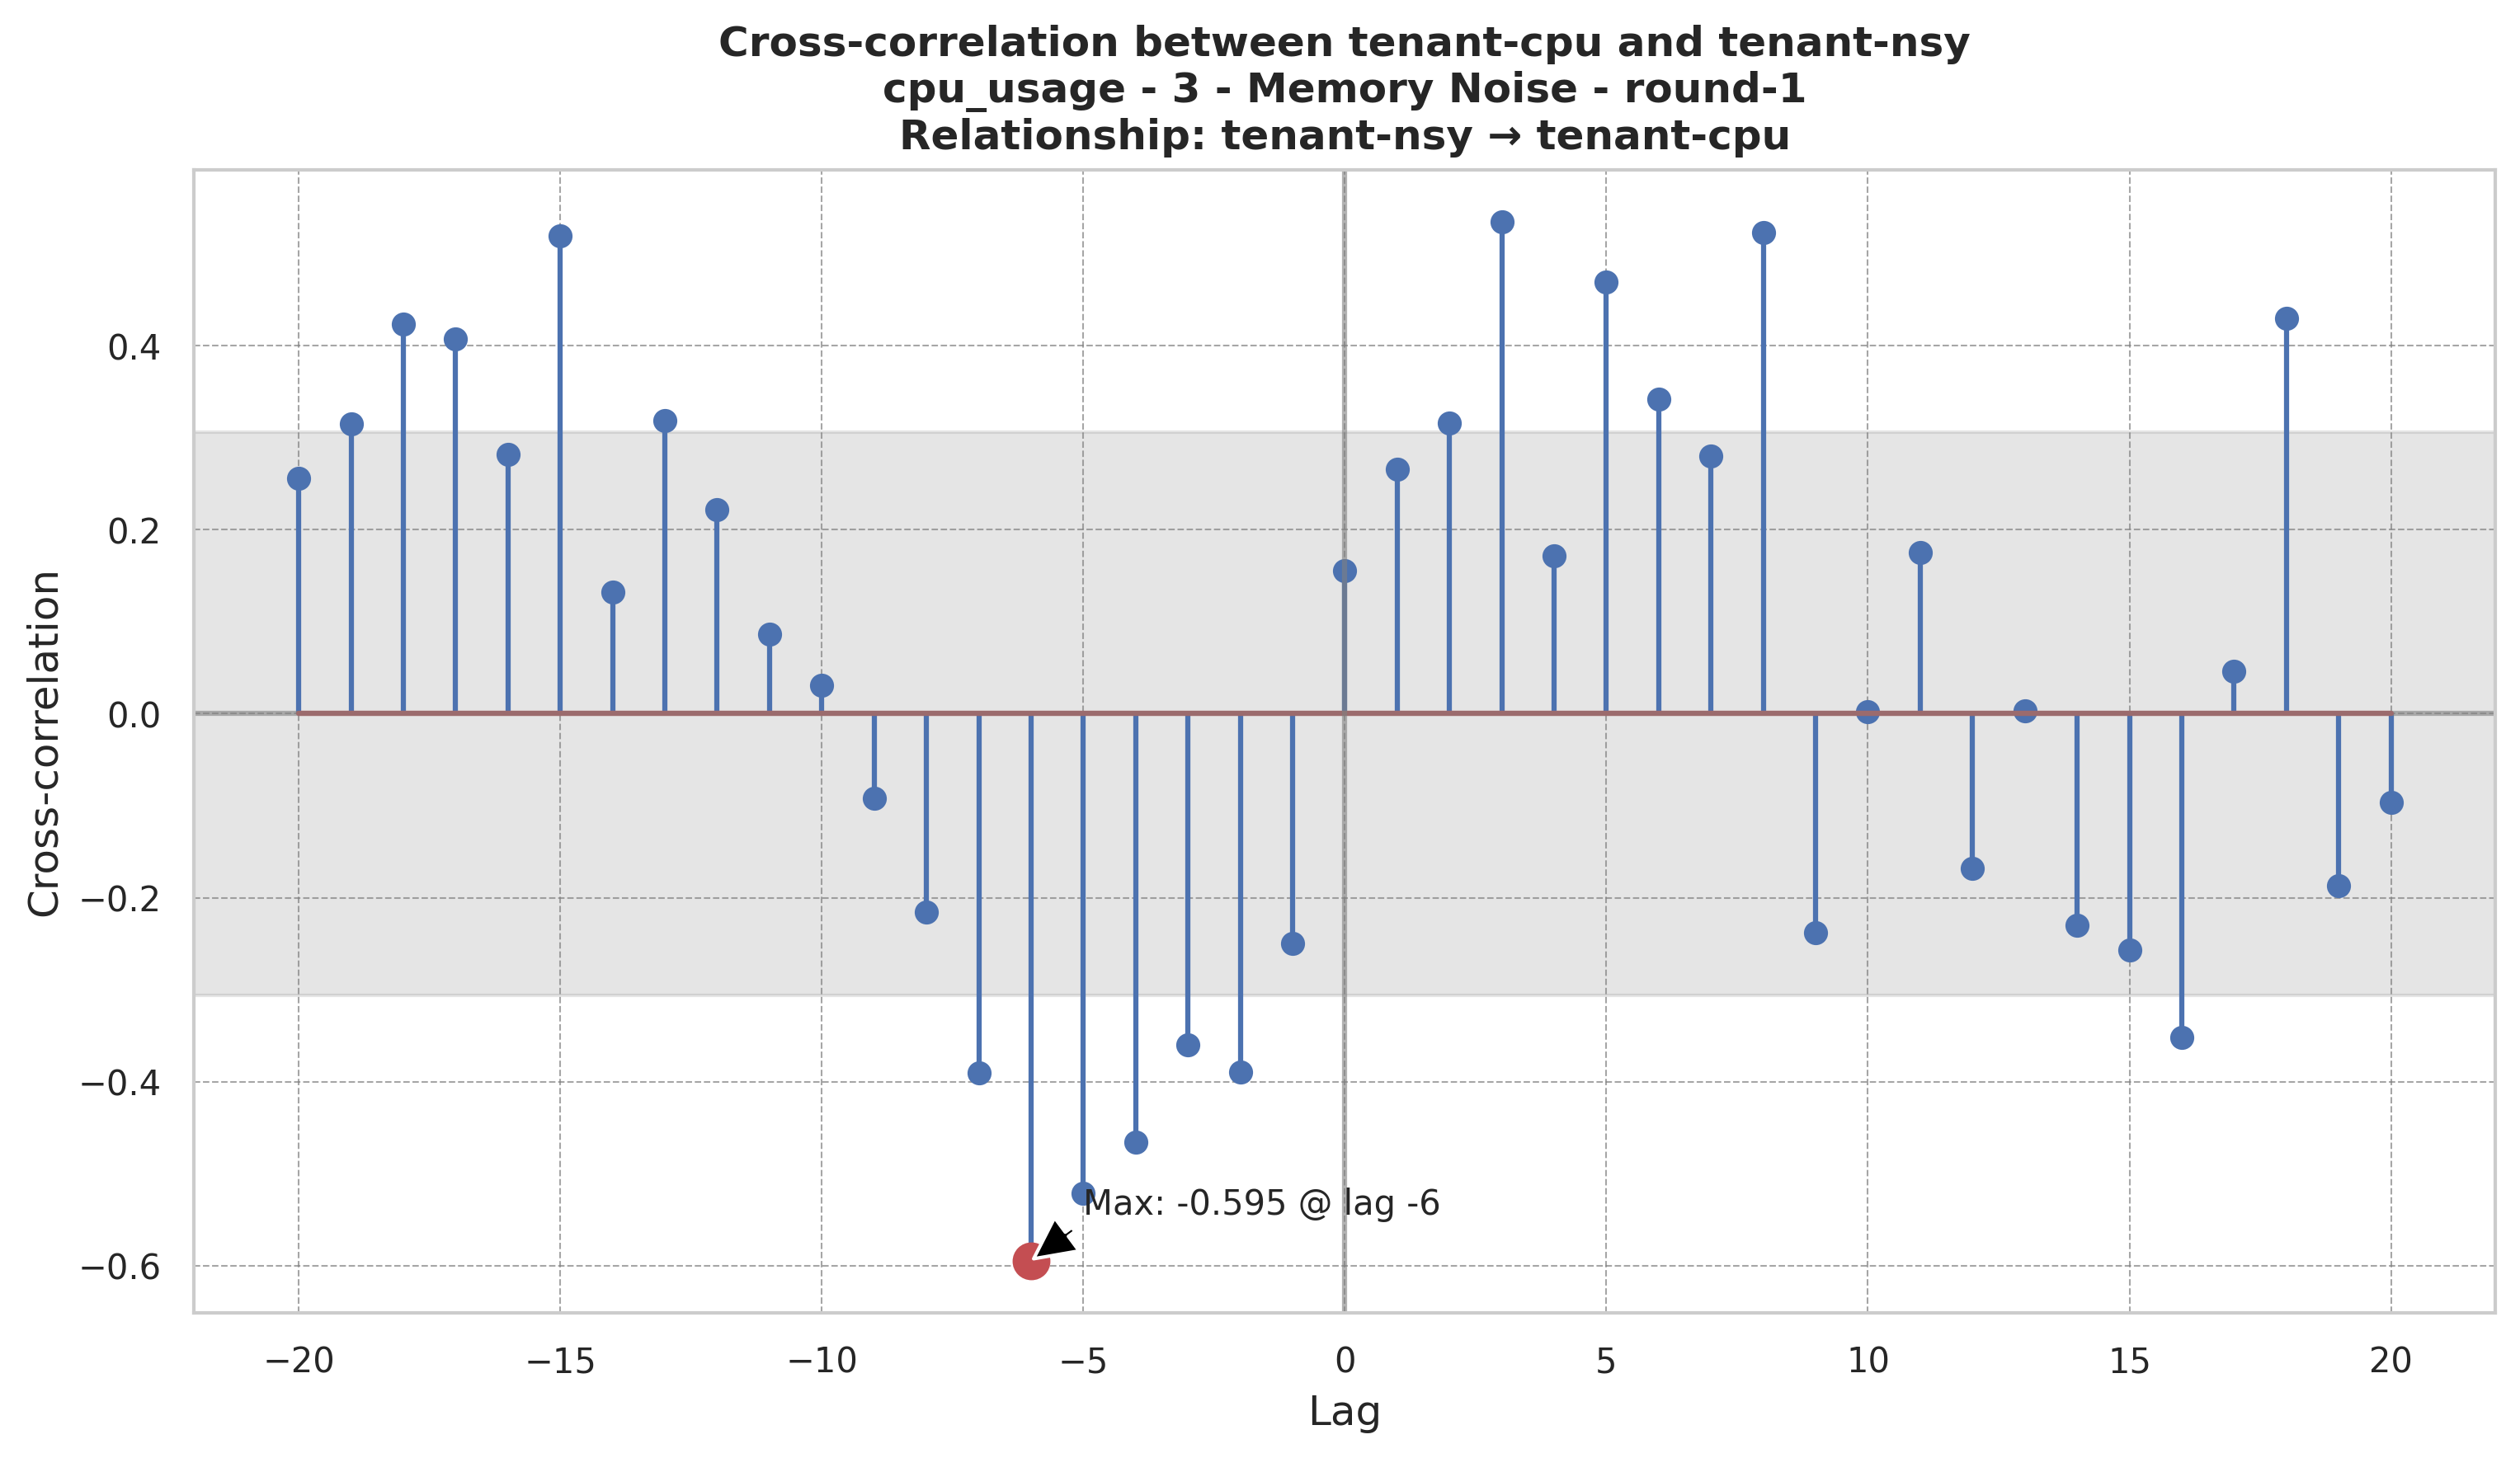 Cross-correlation between tenant-cpu and tenant-nsy
cpu_usage - 3 - Memory Noise - round-1
Relationship: tenant-nsy → tenant-cpu
Cross-correlation
0.4
0.2
0.0
−0.2
−0.4
−0.6
Max: -0.595 @ lag -6
−20 −15 −10 −5 0 5 10 15 20
Lag